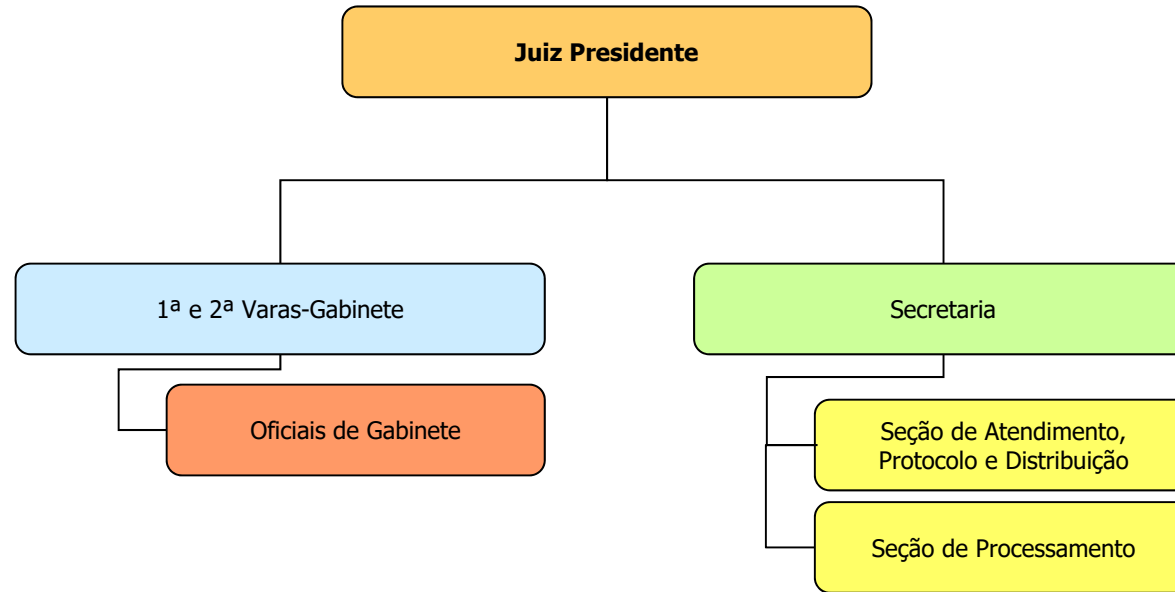 Juiz Presidente
1ª e 2ª Varas-Gabinete
Secretaria
Oficiais de Gabinete
Seção de Atendimento,
Protocolo e Distribuição
Seção de Processamento